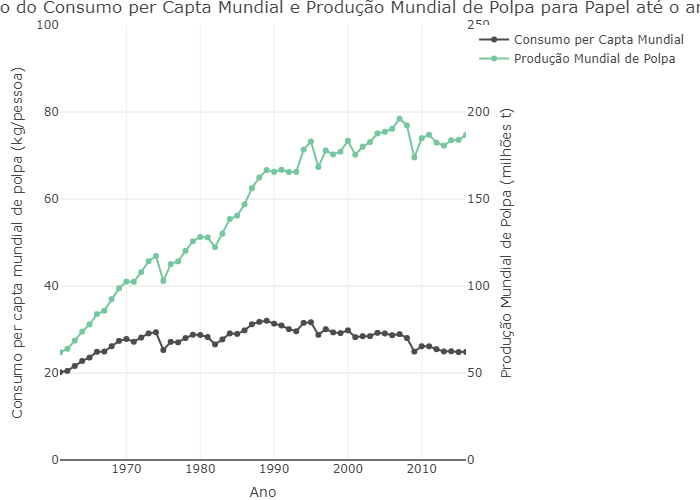 o do Consumo per Capta Mundial e Produção Mundial de Polpa para Papel até o
100
80
60
40
20
0
250
200
150
100
50
0
Consumo per Capta Mundial
Produção Mundial de Polpa
Consumo per capta mundial de polpa (kg/pessoa)
Produção Mundial de Polpa (milhões t)
1970
1980
1990
2000
2010
Ano